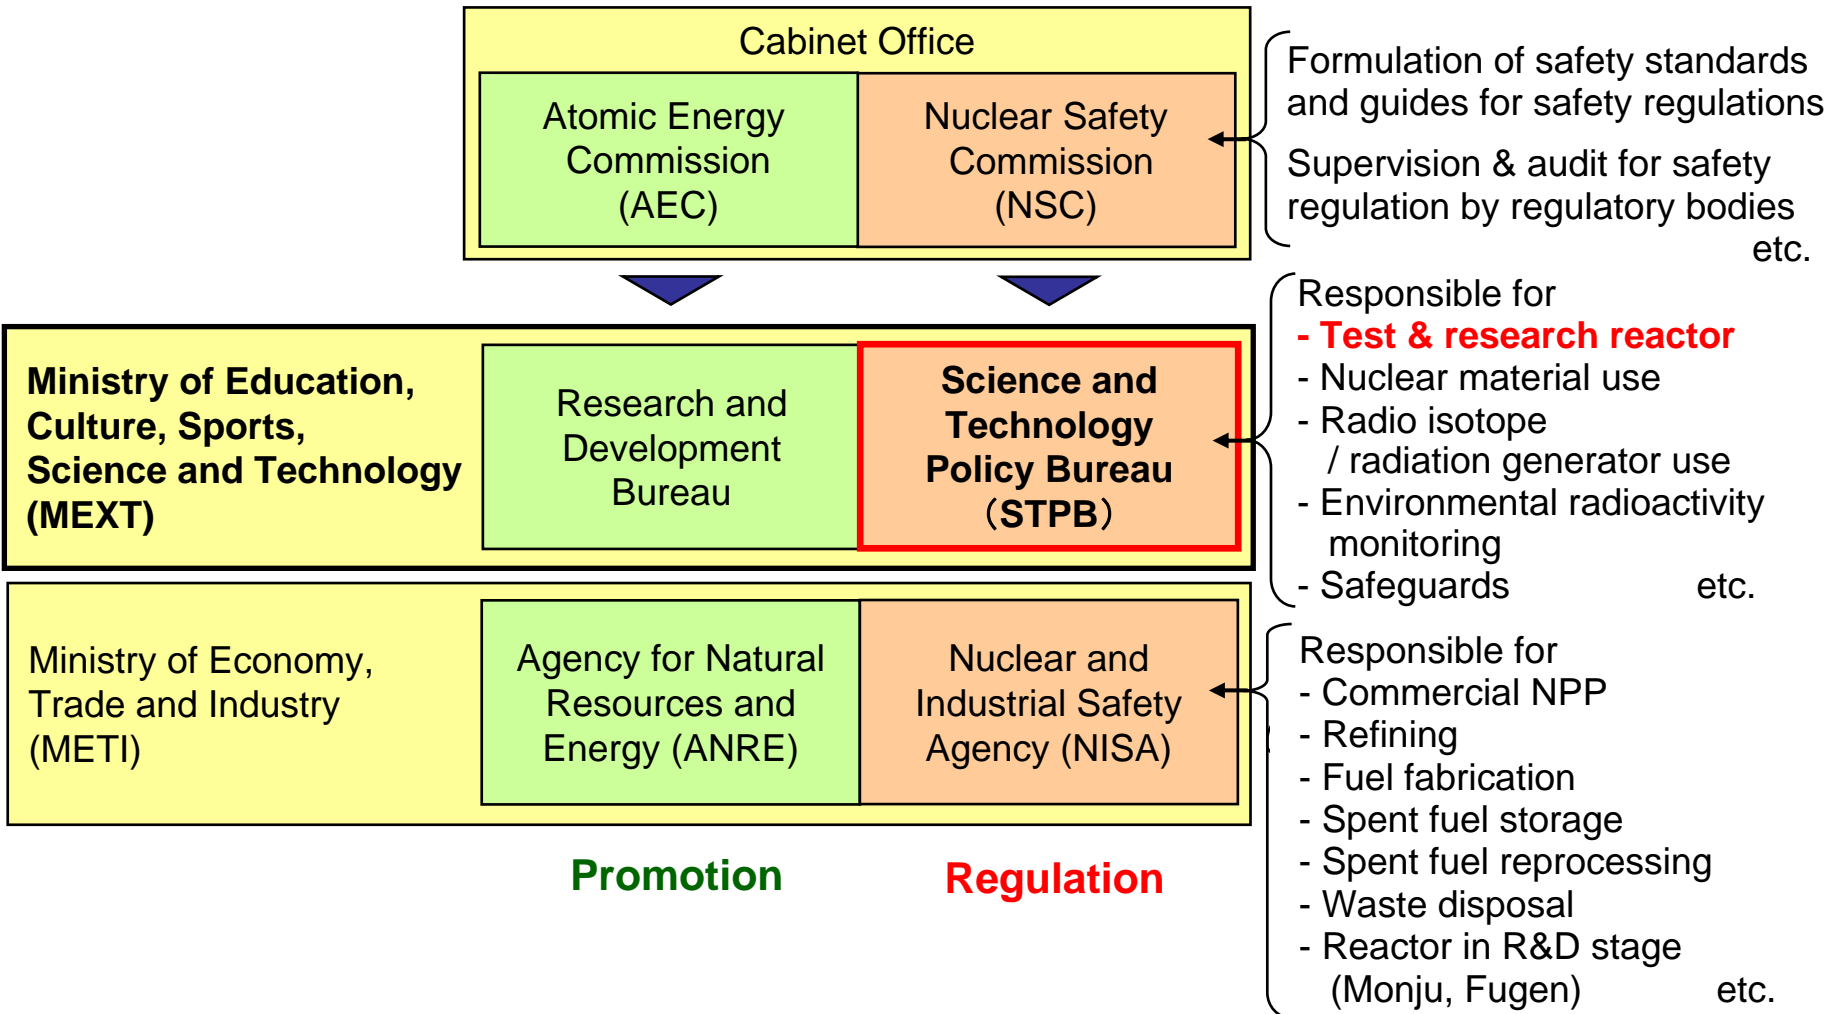 Cabinet Office
Atomic Energy
Commission
(AEC)
Nuclear Safety
Commission
(NSC)
Formulation of safety standards
and guides for safety regulations
Supervision & audit for safety
regulation by regulatory bodies
etc.
Ministry of Education,
Culture, Sports,
Science and Technology
(MEXT)
Research and
Development
Bureau
Science and
Technology
Policy Bureau
（STPB）
Responsible for
- Test & research reactor
- Nuclear material use
- Radio isotope
/ radiation generator use
- Environmental radioactivity
monitoring
- Safeguards etc.
Ministry of Economy,
Trade and Industry
(METI)
Agency for Natural
Resources and
Energy (ANRE)
Nuclear and
Industrial Safety
Agency (NISA)
Responsible for
- Commercial NPP
- Refining
- Fuel fabrication
- Spent fuel storage
- Spent fuel reprocessing
- Waste disposal
- Reactor in R&D stage
(Monju, Fugen) etc.
Promotion
Regulation